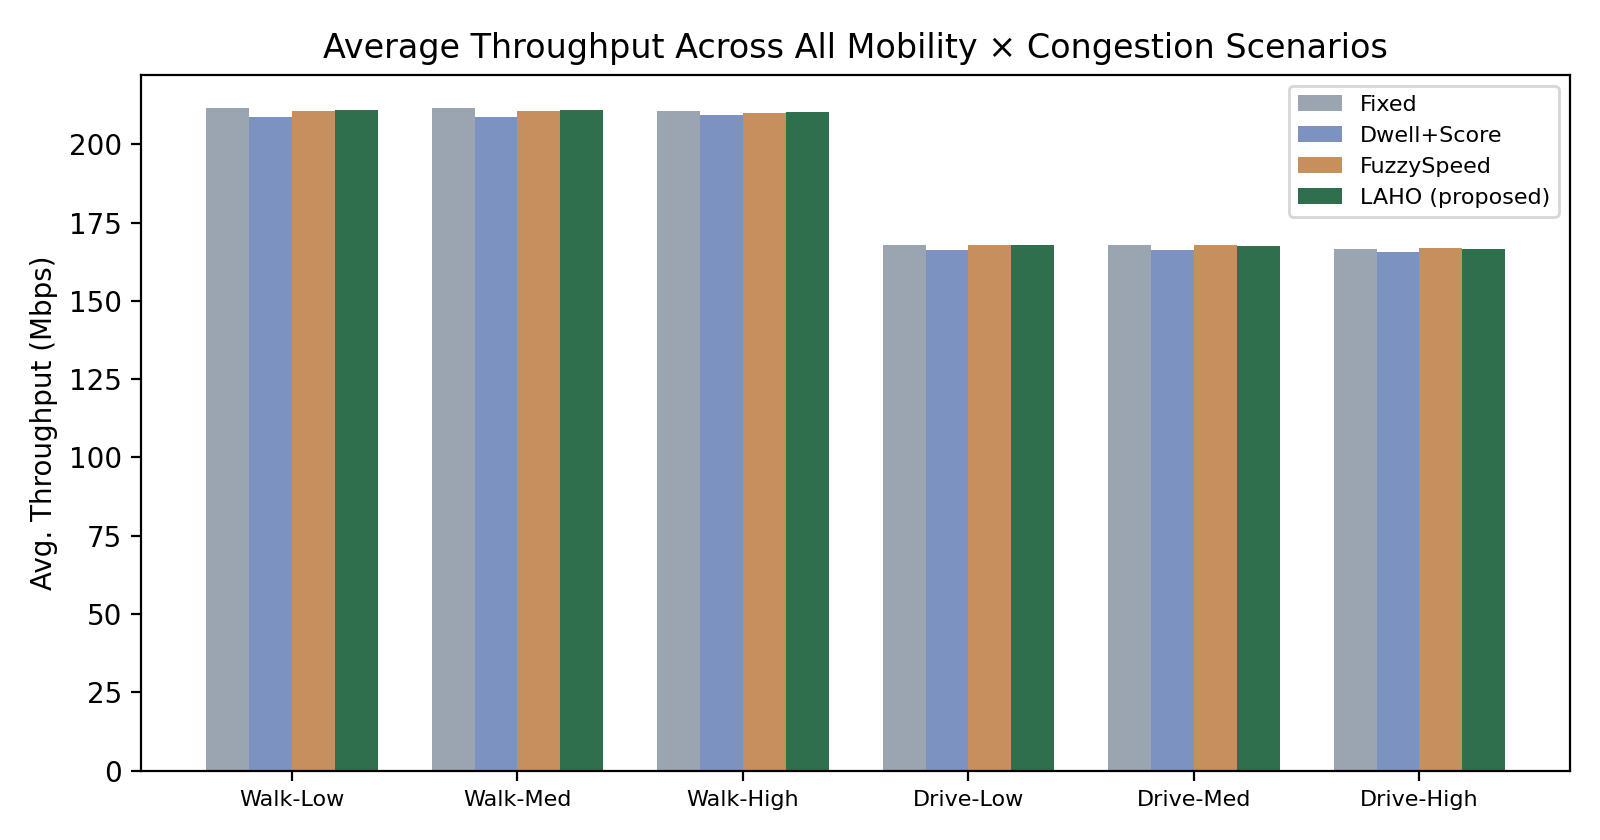 Average Throughput Across All Mobility × Congestion Scenarios
Avg. Throughput (Mbps)
200
175
150
125
100
75
50
25
0
Fixed
Dwell+Score
FuzzySpeed
LAHO (proposed)
Walk-Low
Walk-Med
Walk-High
Drive-Low
Drive-Med
Drive-High